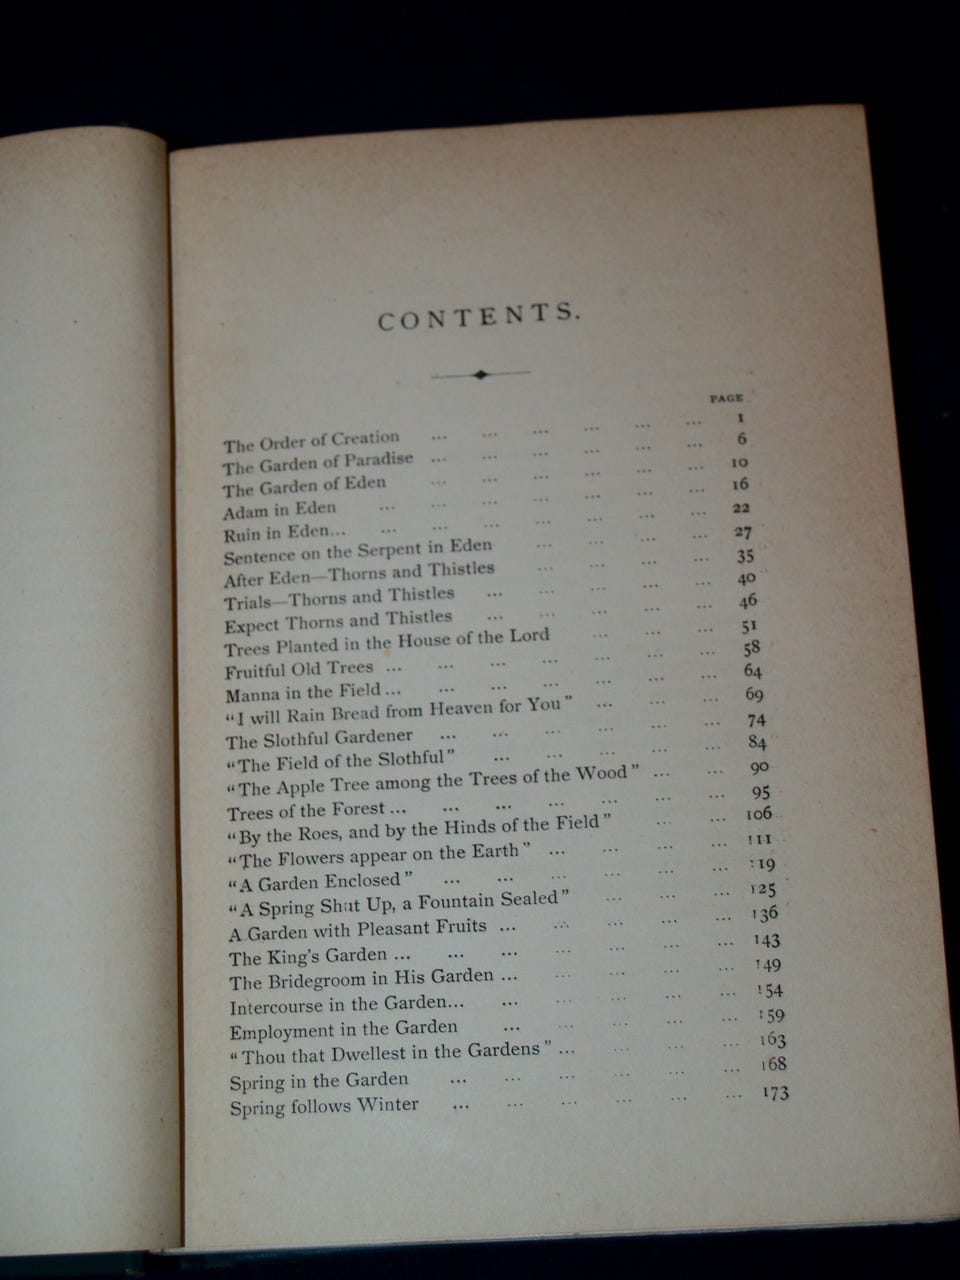 CONTENTS.
PAGE
The Order of Creation ... ... ... ... ... ... 1
The Garden of Paradise ... ... ... ... ... ... 6
The Garden of Eden ... ... ... ... ... ... 10
Adam in Eden ... ... ... ... ... ... ... 16
Ruin in Eden... ... ... ... ... ... ... 22
Sentence on the Serpent in Eden ... ... ... ... 27
After Eden—Thorns and Thistles ... ... ... ... 35
Trials—Thorns and Thistles ... ... ... ... ... 40
Expect Thorns and Thistles ... ... ... ... ... 46
Trees Planted in the House of the Lord ... ... ... 51
Fruitful Old Trees ... ... ... ... ... ... ... 58
Manna in the Field ... ... ... ... ... ... ... 64
"I will Rain Bread from Heaven for You" ... ... ... 69
The Slothful Gardener ... ... ... ... ... ... 74
"The Field of the Slothful" ... ... ... ... ... 84
"The Apple Tree among the Trees of the Wood" ... ... 90
Trees of the Forest ... ... ... ... ... ... ... 95
"By the Roes, and by the Hinds of the Field" ... ... 106
"The Flowers appear on the Earth" ... ... ... ... 111
"A Garden Enclosed" ... ... ... ... ... ... 119
"A Spring Shut Up, a Fountain Sealed" ... ... ... 125
A Garden with Pleasant Fruits ... ... ... ... ... 136
The King's Garden ... ... ... ... ... ... ... 143
The Bridegroom in His Garden ... ... ... ... ... 149
Intercourse in the Garden... ... ... ... ... ... 154
Employment in the Garden ... ... ... ... ... 159
"Thou that Dwellest in the Gardens" ... ... ... ... 163
Spring in the Garden ... ... ... ... ... ... 168
Spring follows Winter ... ... ... ... ... ... 173